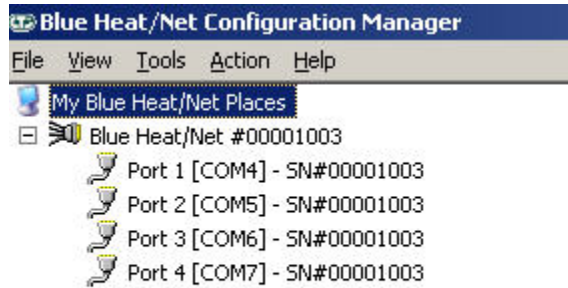 Blue Heat/Net Configuration Manager
File View Tools Action Help
My Blue Heat/Net Places
Blue Heat/Net #00001003
Port 1 [COM4] - SN#00001003
Port 2 [COM5] - SN#00001003
Port 3 [COM6] - SN#00001003
Port 4 [COM7] - SN#00001003